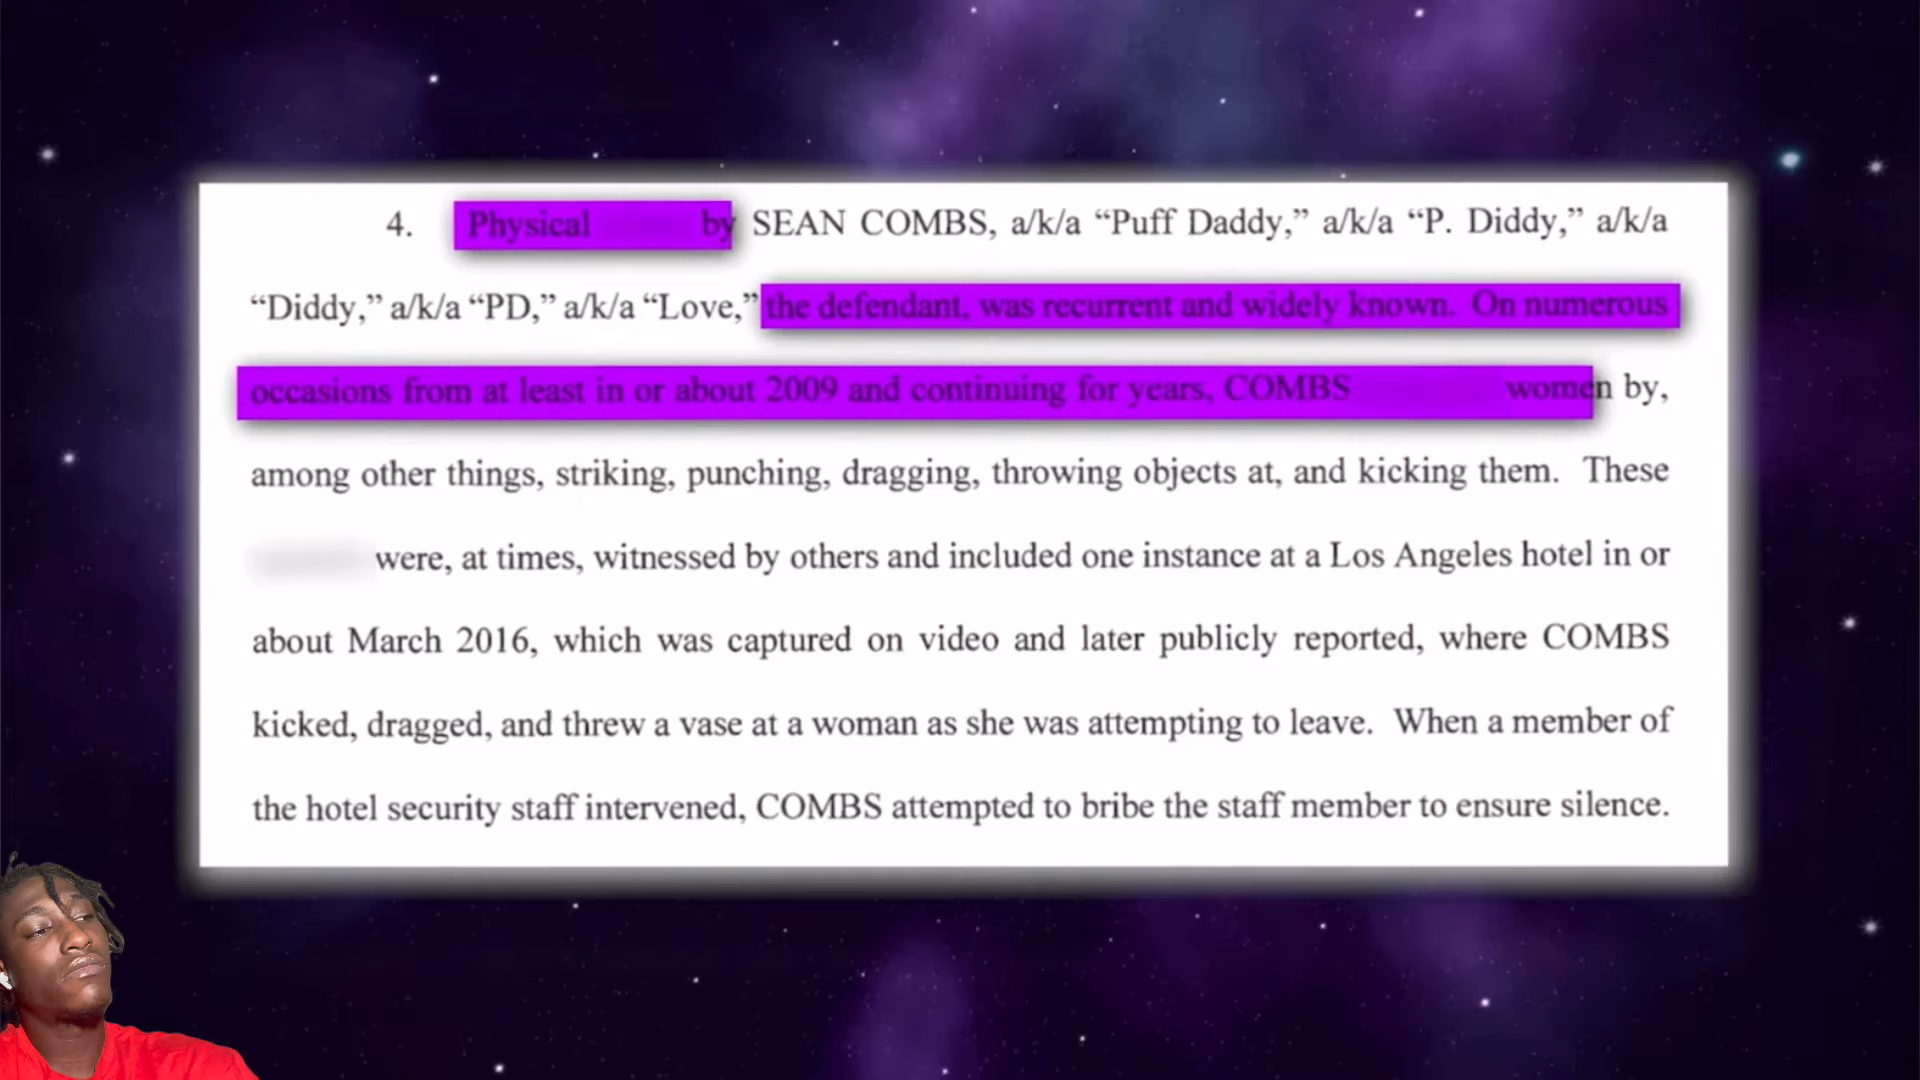 4. Physical by SEAN COMBS, a/k/a “Puff Daddy,” a/k/a “P. Diddy,” a/k/a
“Diddy,” a/k/a “PD,” a/k/a “Love,” the defendant, was recurrent and widely known. On numerous
occasions from at least in or about 2009 and continuing for years, COMBS women by,
among other things, striking, punching, dragging, throwing objects at, and kicking them. These
were, at times, witnessed by others and included one instance at a Los Angeles hotel in or
about March 2016, which was captured on video and later publicly reported, where COMBS
kicked, dragged, and threw a vase at a woman as she was attempting to leave. When a member of
the hotel security staff intervened, COMBS attempted to bribe the staff member to ensure silence.